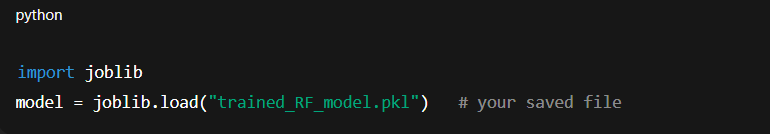 python
import joblib
model = joblib.load("trained_RF_model.pkl")   # your saved file